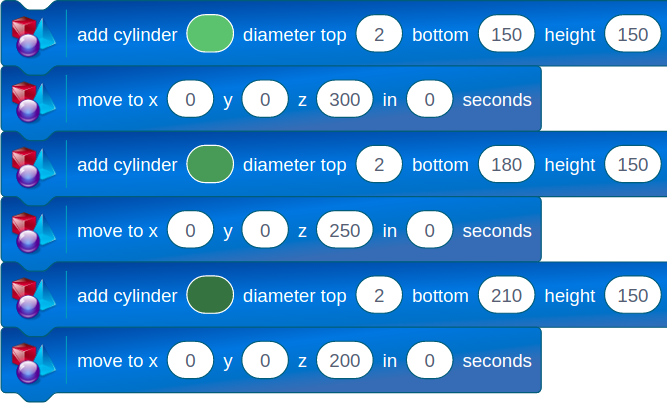 add cylinder diameter top 2 bottom 150 height 150
move to x 0 y 0 z 300 in 0 seconds
add cylinder diameter top 2 bottom 180 height 150
move to x 0 y 0 z 250 in 0 seconds
add cylinder diameter top 2 bottom 210 height 150
move to x 0 y 0 z 200 in 0 seconds